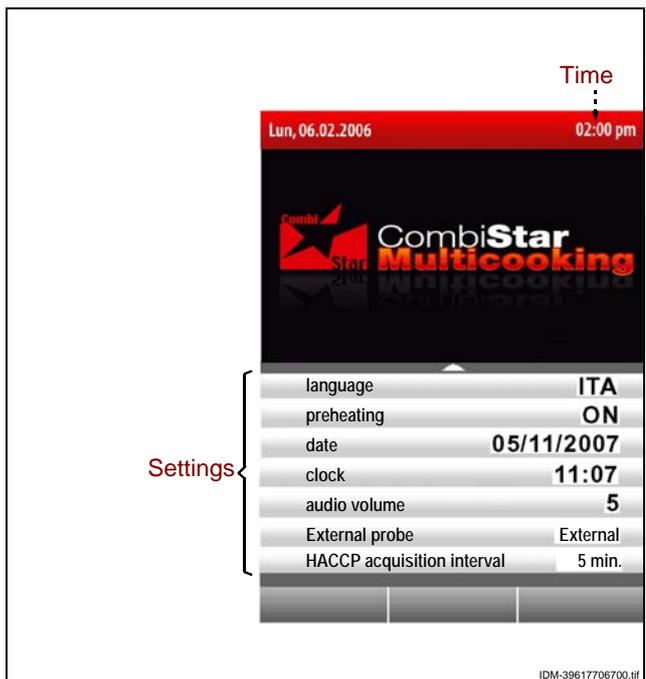 Time
Lun, 06.02.2006 02:00 pm
Combi
Star
CombiStar
Multicooking
language ITA
preheating ON
date 05/11/2007
Settings
clock 11:07
audio volume 5
External probe External
HACCP acquisition interval 5 min.
IDM-39617706700.tif